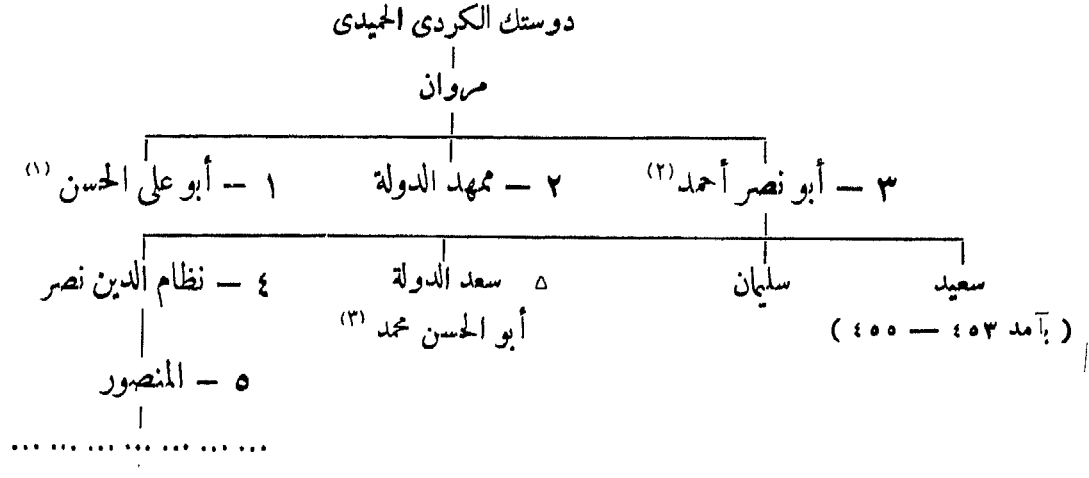 دوستك الكردى الحميدى
مروان
٣ — أبو نصر أحمد (٢) ٢ — ممهد الدولة ١ — أبو على الحسن (١)
سعيد سليمان △ سعد الدولة ٤ — نظام الدين نصر
( بآمد ٤٥٣ — ٤٥٥ ) أبو الحسن محمد (٣)
٥ — المنصور
... ... ... ... ... ... ...